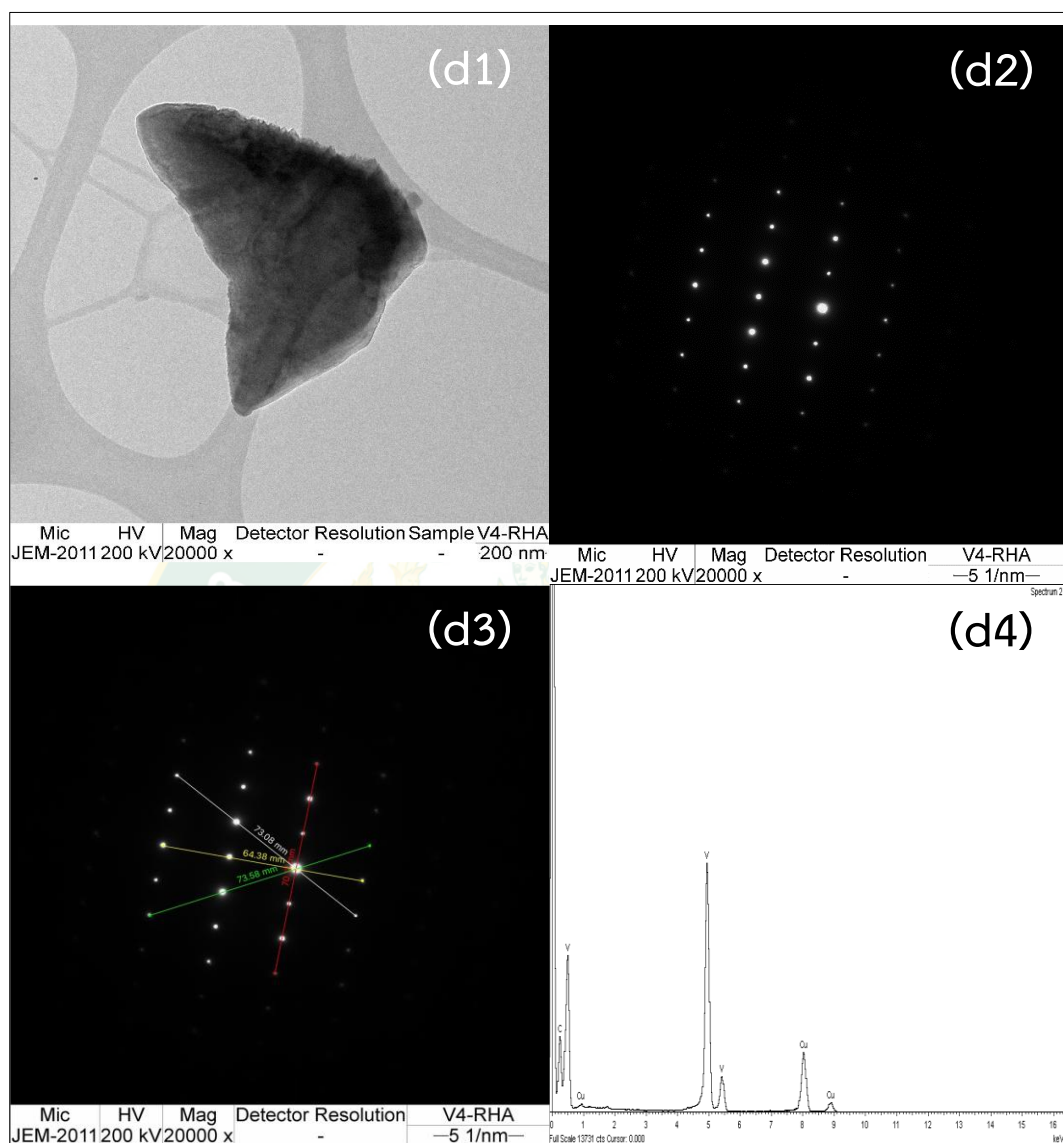 (d1)
Mic HV Mag Detector Resolution Sample V4-RHA
JEM-2011 200 kV 20000 x - - 200 nm
(d2)
Mic HV Mag Detector Resolution V4-RHA
JEM-2011 200 kV 20000 x - 5 1/nm
(d3)
73.08 mm
64.38 mm
73.58 mm
Mic HV Mag Detector Resolution V4-RHA
JEM-2011 200 kV 20000 x - 5 1/nm
Spectrum 2
(d4)
V
V
C
Cu
V
Cu
Cu
0 1 2 3 4 5 6 7 8 9 10 11 12 13 14 15 16
Full Scale 13731 cts Cursor: 0.000